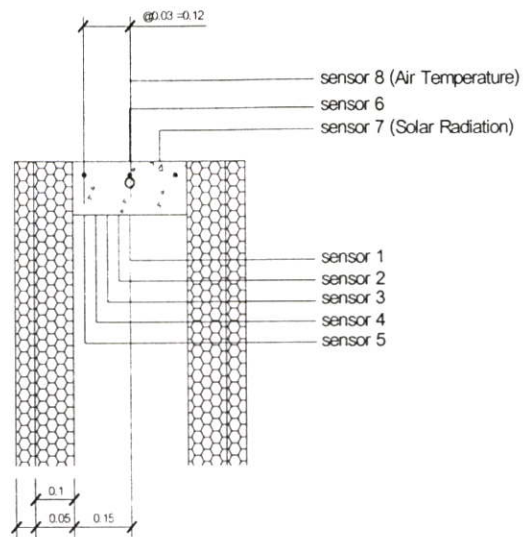 @0.03 =0.12
sensor 8 (Air Temperature)
sensor 6
sensor 7 (Solar Radiation)
sensor 1
sensor 2
sensor 3
sensor 4
sensor 5
0.1
0.05
0.15